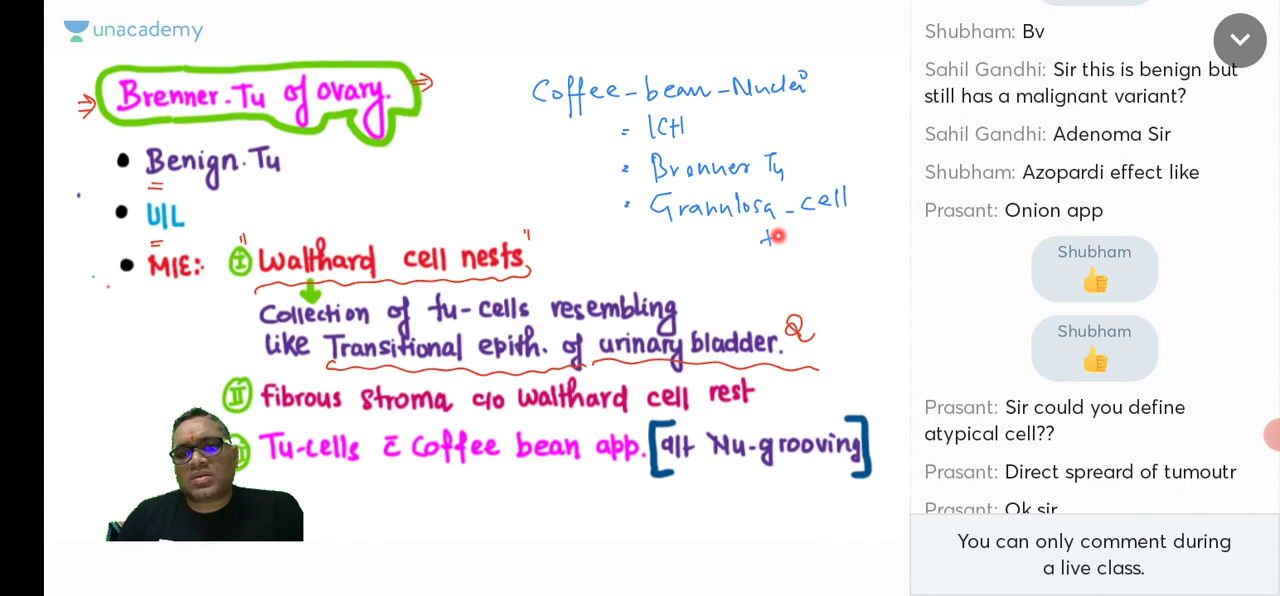 unacademy
Brenner-Tu of ovary.
Coffee-bean-Nuclei
= LCH
: Brenner Tu
: Granulosa-cell
• Benign. Tu
• U/L
• M/E:- I "Walthard cell nests"
Collection of tu-cells resembling
like Transitional epith. of urinary bladder. Q
II fibrous stroma c/o walthard cell rest
Tu-cells c̄ coffee bean app. [a/t Nu-grooving]
Shubham: Bv
Sahil Gandhi: Sir this is benign but
still has a malignant variant?
Sahil Gandhi: Adenoma Sir
Shubham: Azopardi effect like
Prasant: Onion app
Shubham
Shubham
Prasant: Sir could you define
atypical cell??
Prasant: Direct spreard of tumoutr
Prasant: Ok sir
You can only comment during
a live class.